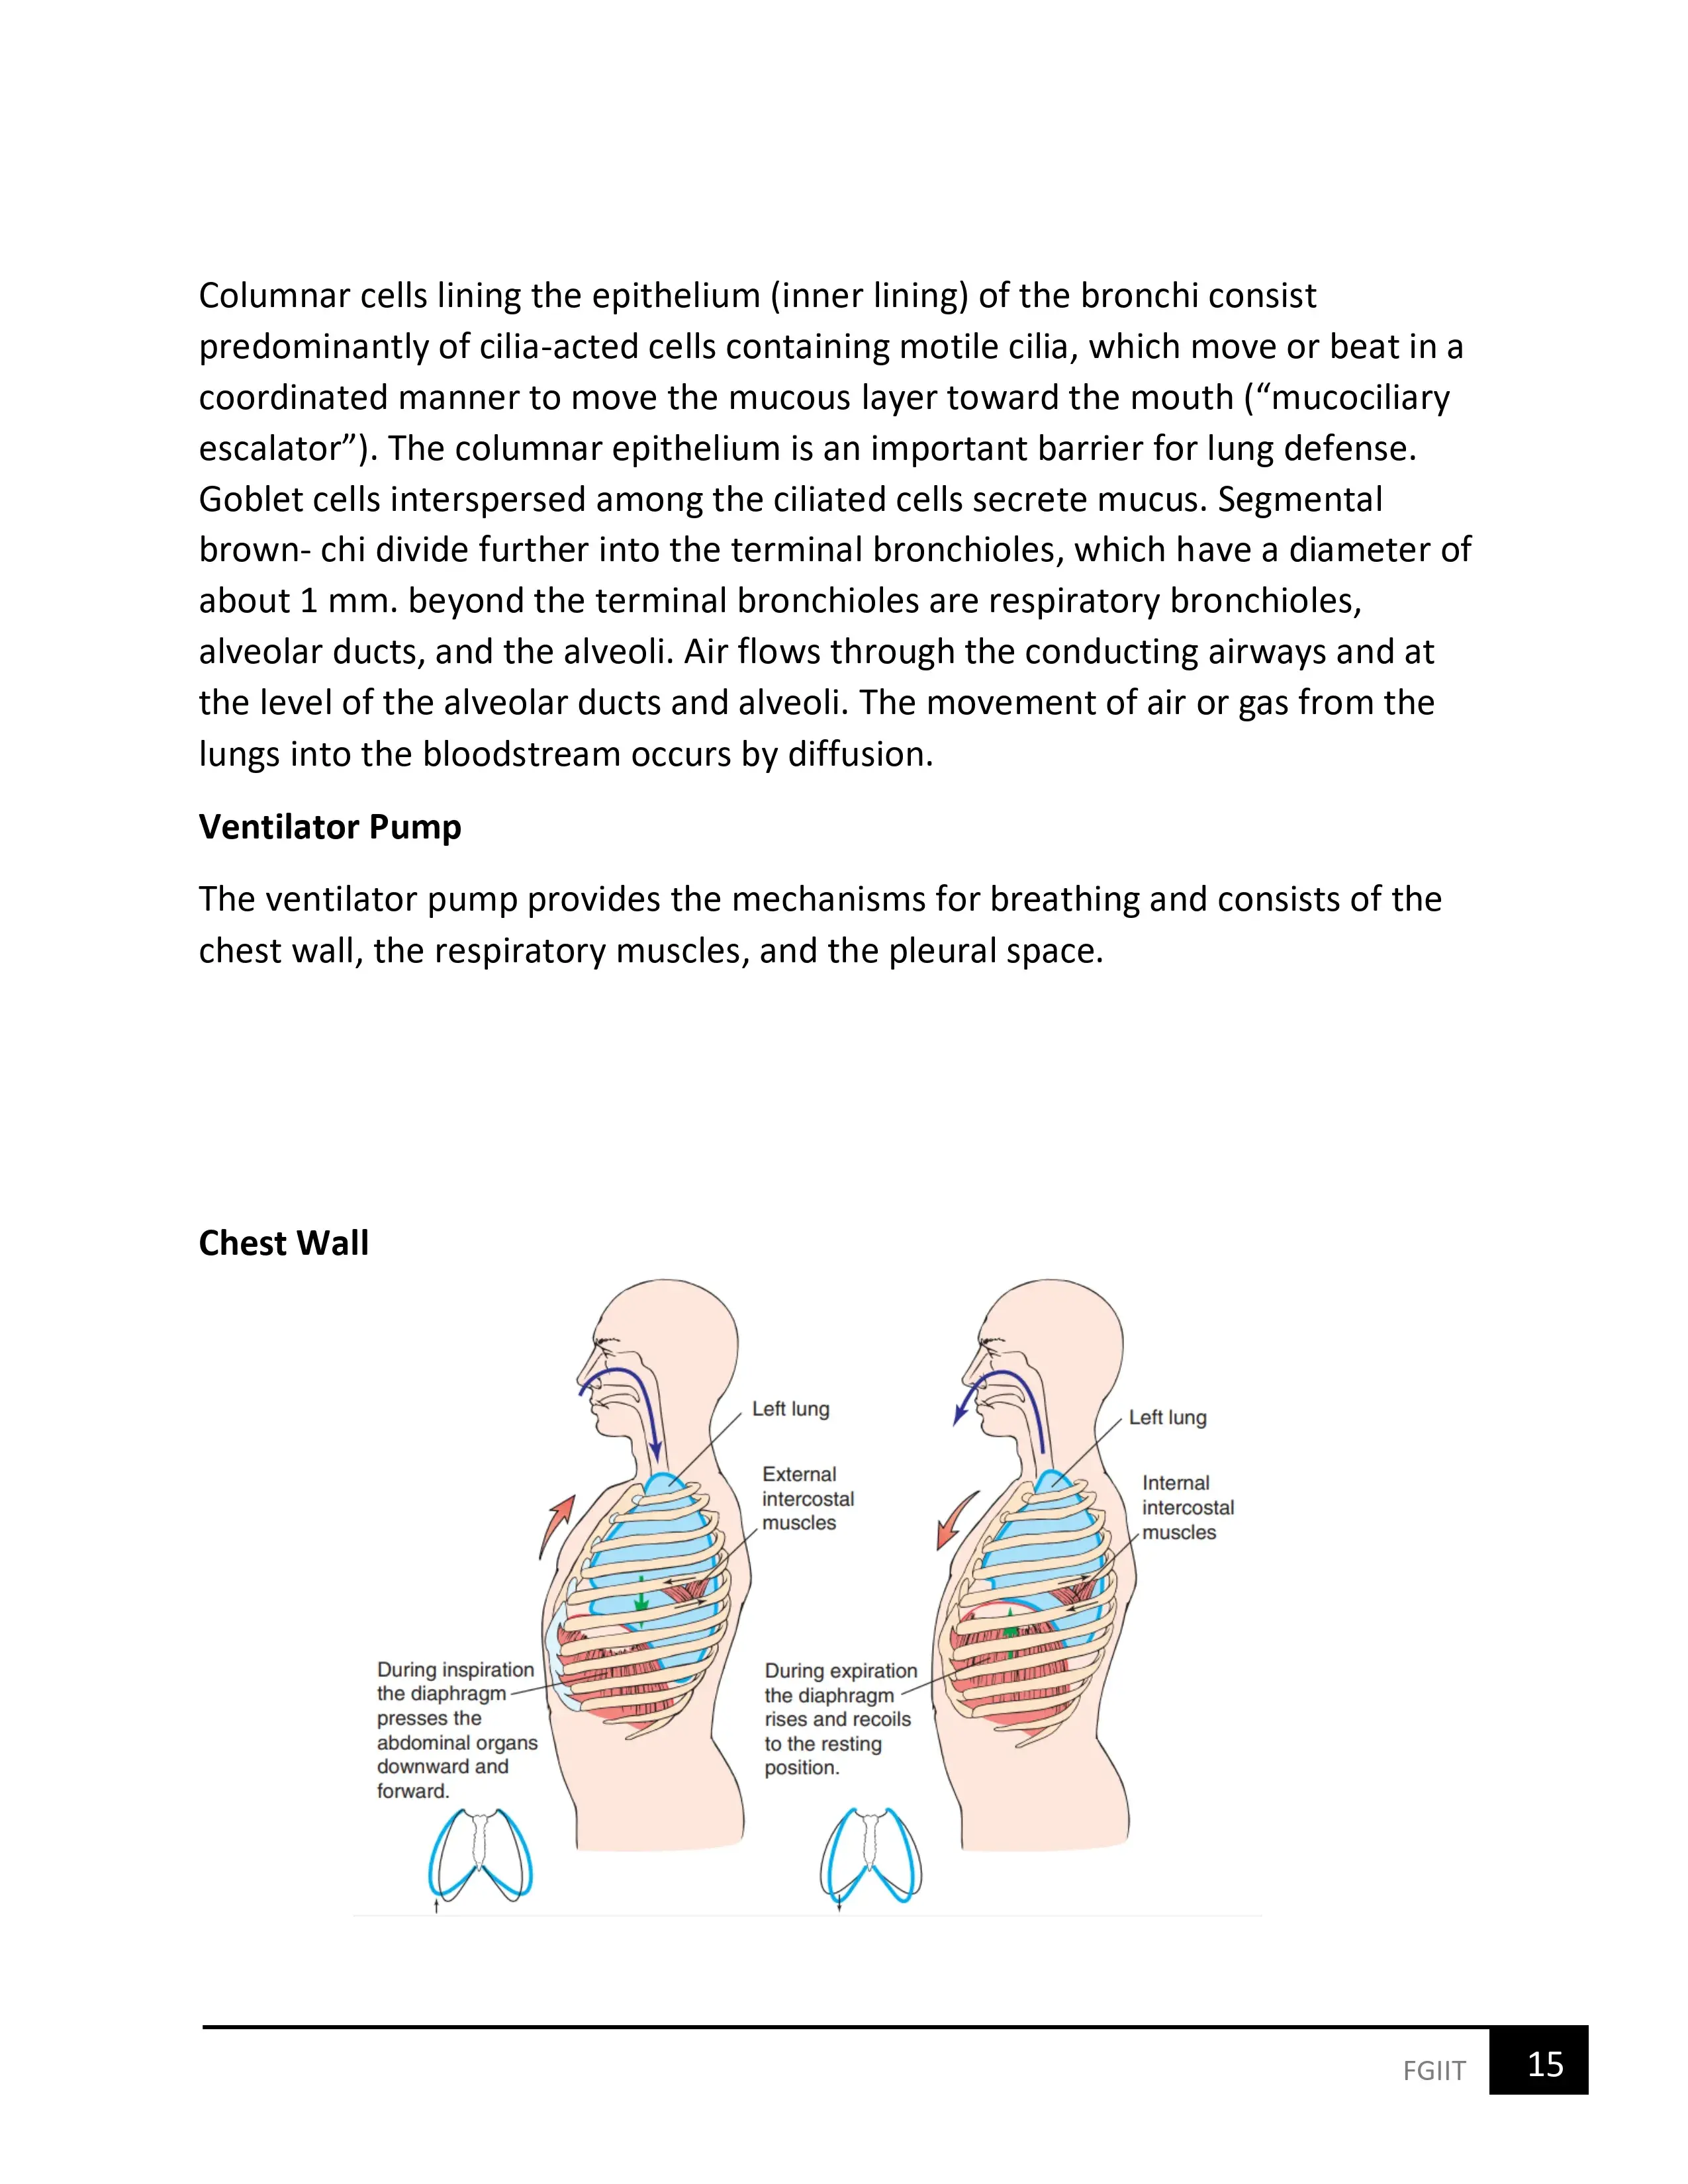 Columnar cells lining the epithelium (inner lining) of the bronchi consist
predominantly of cilia-acted cells containing motile cilia, which move or beat in a
coordinated manner to move the mucous layer toward the mouth (“mucociliary
escalator”). The columnar epithelium is an important barrier for lung defense.
Goblet cells interspersed among the ciliated cells secrete mucus. Segmental
brown- chi divide further into the terminal bronchioles, which have a diameter of
about 1 mm. beyond the terminal bronchioles are respiratory bronchioles,
alveolar ducts, and the alveoli. Air flows through the conducting airways and at
the level of the alveolar ducts and alveoli. The movement of air or gas from the
lungs into the bloodstream occurs by diffusion.
Ventilator Pump
The ventilator pump provides the mechanisms for breathing and consists of the
chest wall, the respiratory muscles, and the pleural space.
Chest Wall
Left lung
External
intercostal
muscles
During inspiration
the diaphragm
presses the
abdominal organs
downward and
forward.
Left lung
Internal
intercostal
muscles
During expiration
the diaphragm
rises and recoils
to the resting
position.
FGIIT
15